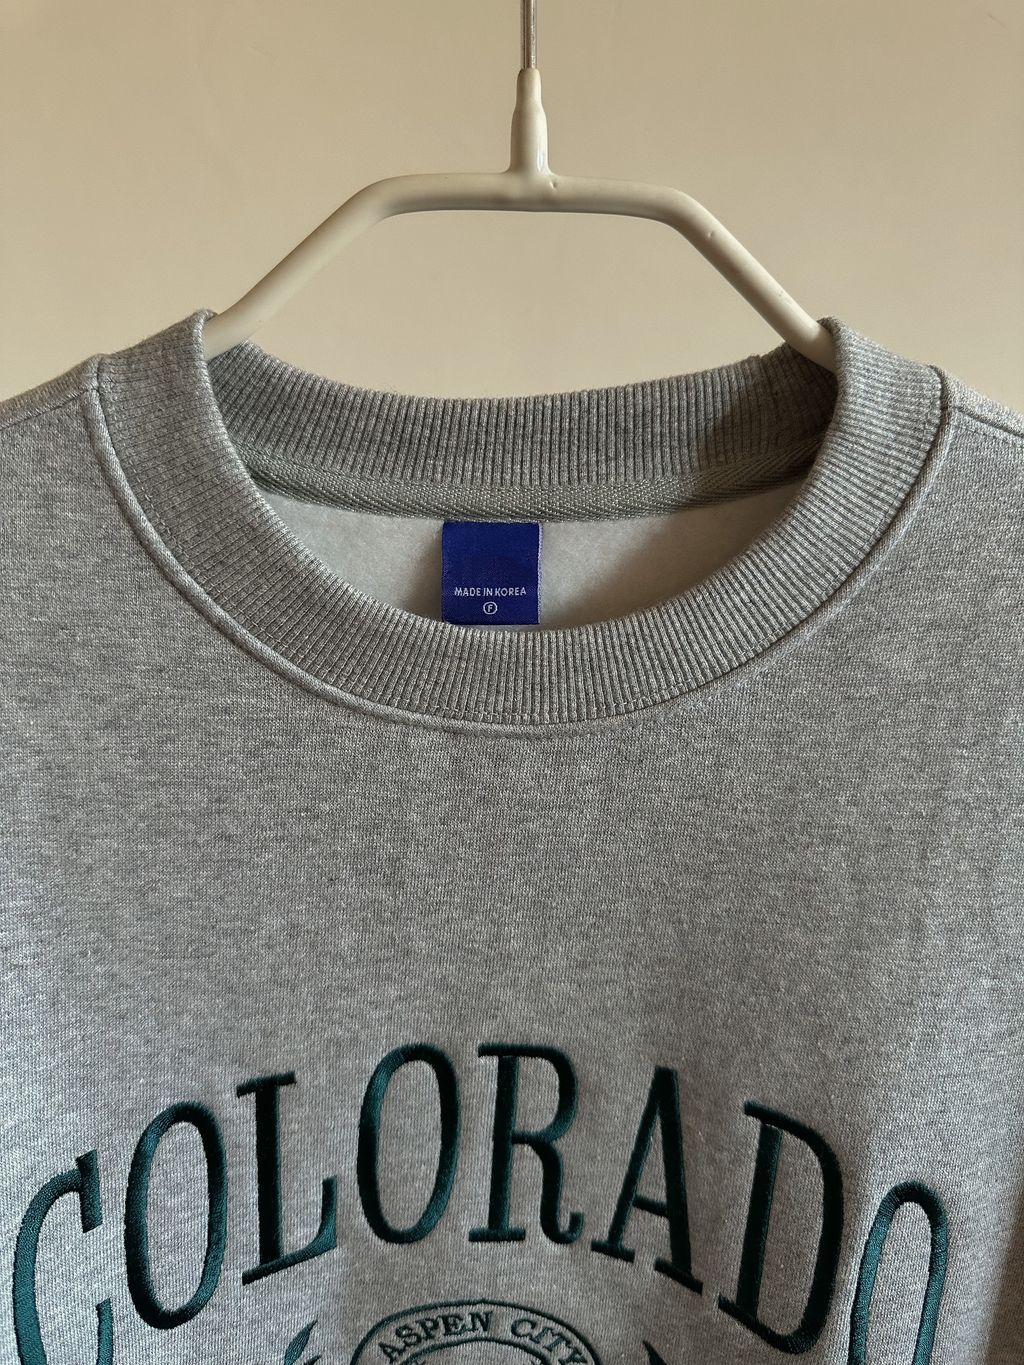 MADE IN KOREA
Ⓕ
COLORADO
ASPEN CITY